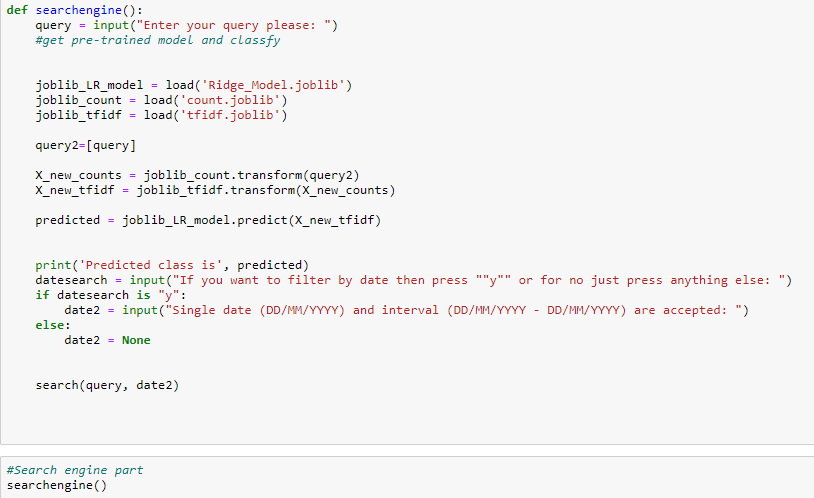 def searchengine():
    query = input("Enter your query please: ")
    #get pre-trained model and classfy
    joblib_LR_model = load('Ridge_Model.joblib')
    joblib_count = load('count.joblib')
    joblib_tfidf = load('tfidf.joblib')
    query2=[query]
    X_new_counts = joblib_count.transform(query2)
    X_new_tfidf = joblib_tfidf.transform(X_new_counts)
    predicted = joblib_LR_model.predict(X_new_tfidf)
    print('Predicted class is', predicted)
    datesearch = input("If you want to filter by date then press ""y"" or for no just press anything else: ")
    if datesearch is "y":
        date2 = input("Single date (DD/MM/YYYY) and interval (DD/MM/YYYY - DD/MM/YYYY) are accepted: ")
    else:
        date2 = None
    search(query, date2)
#Search engine part
searchengine()